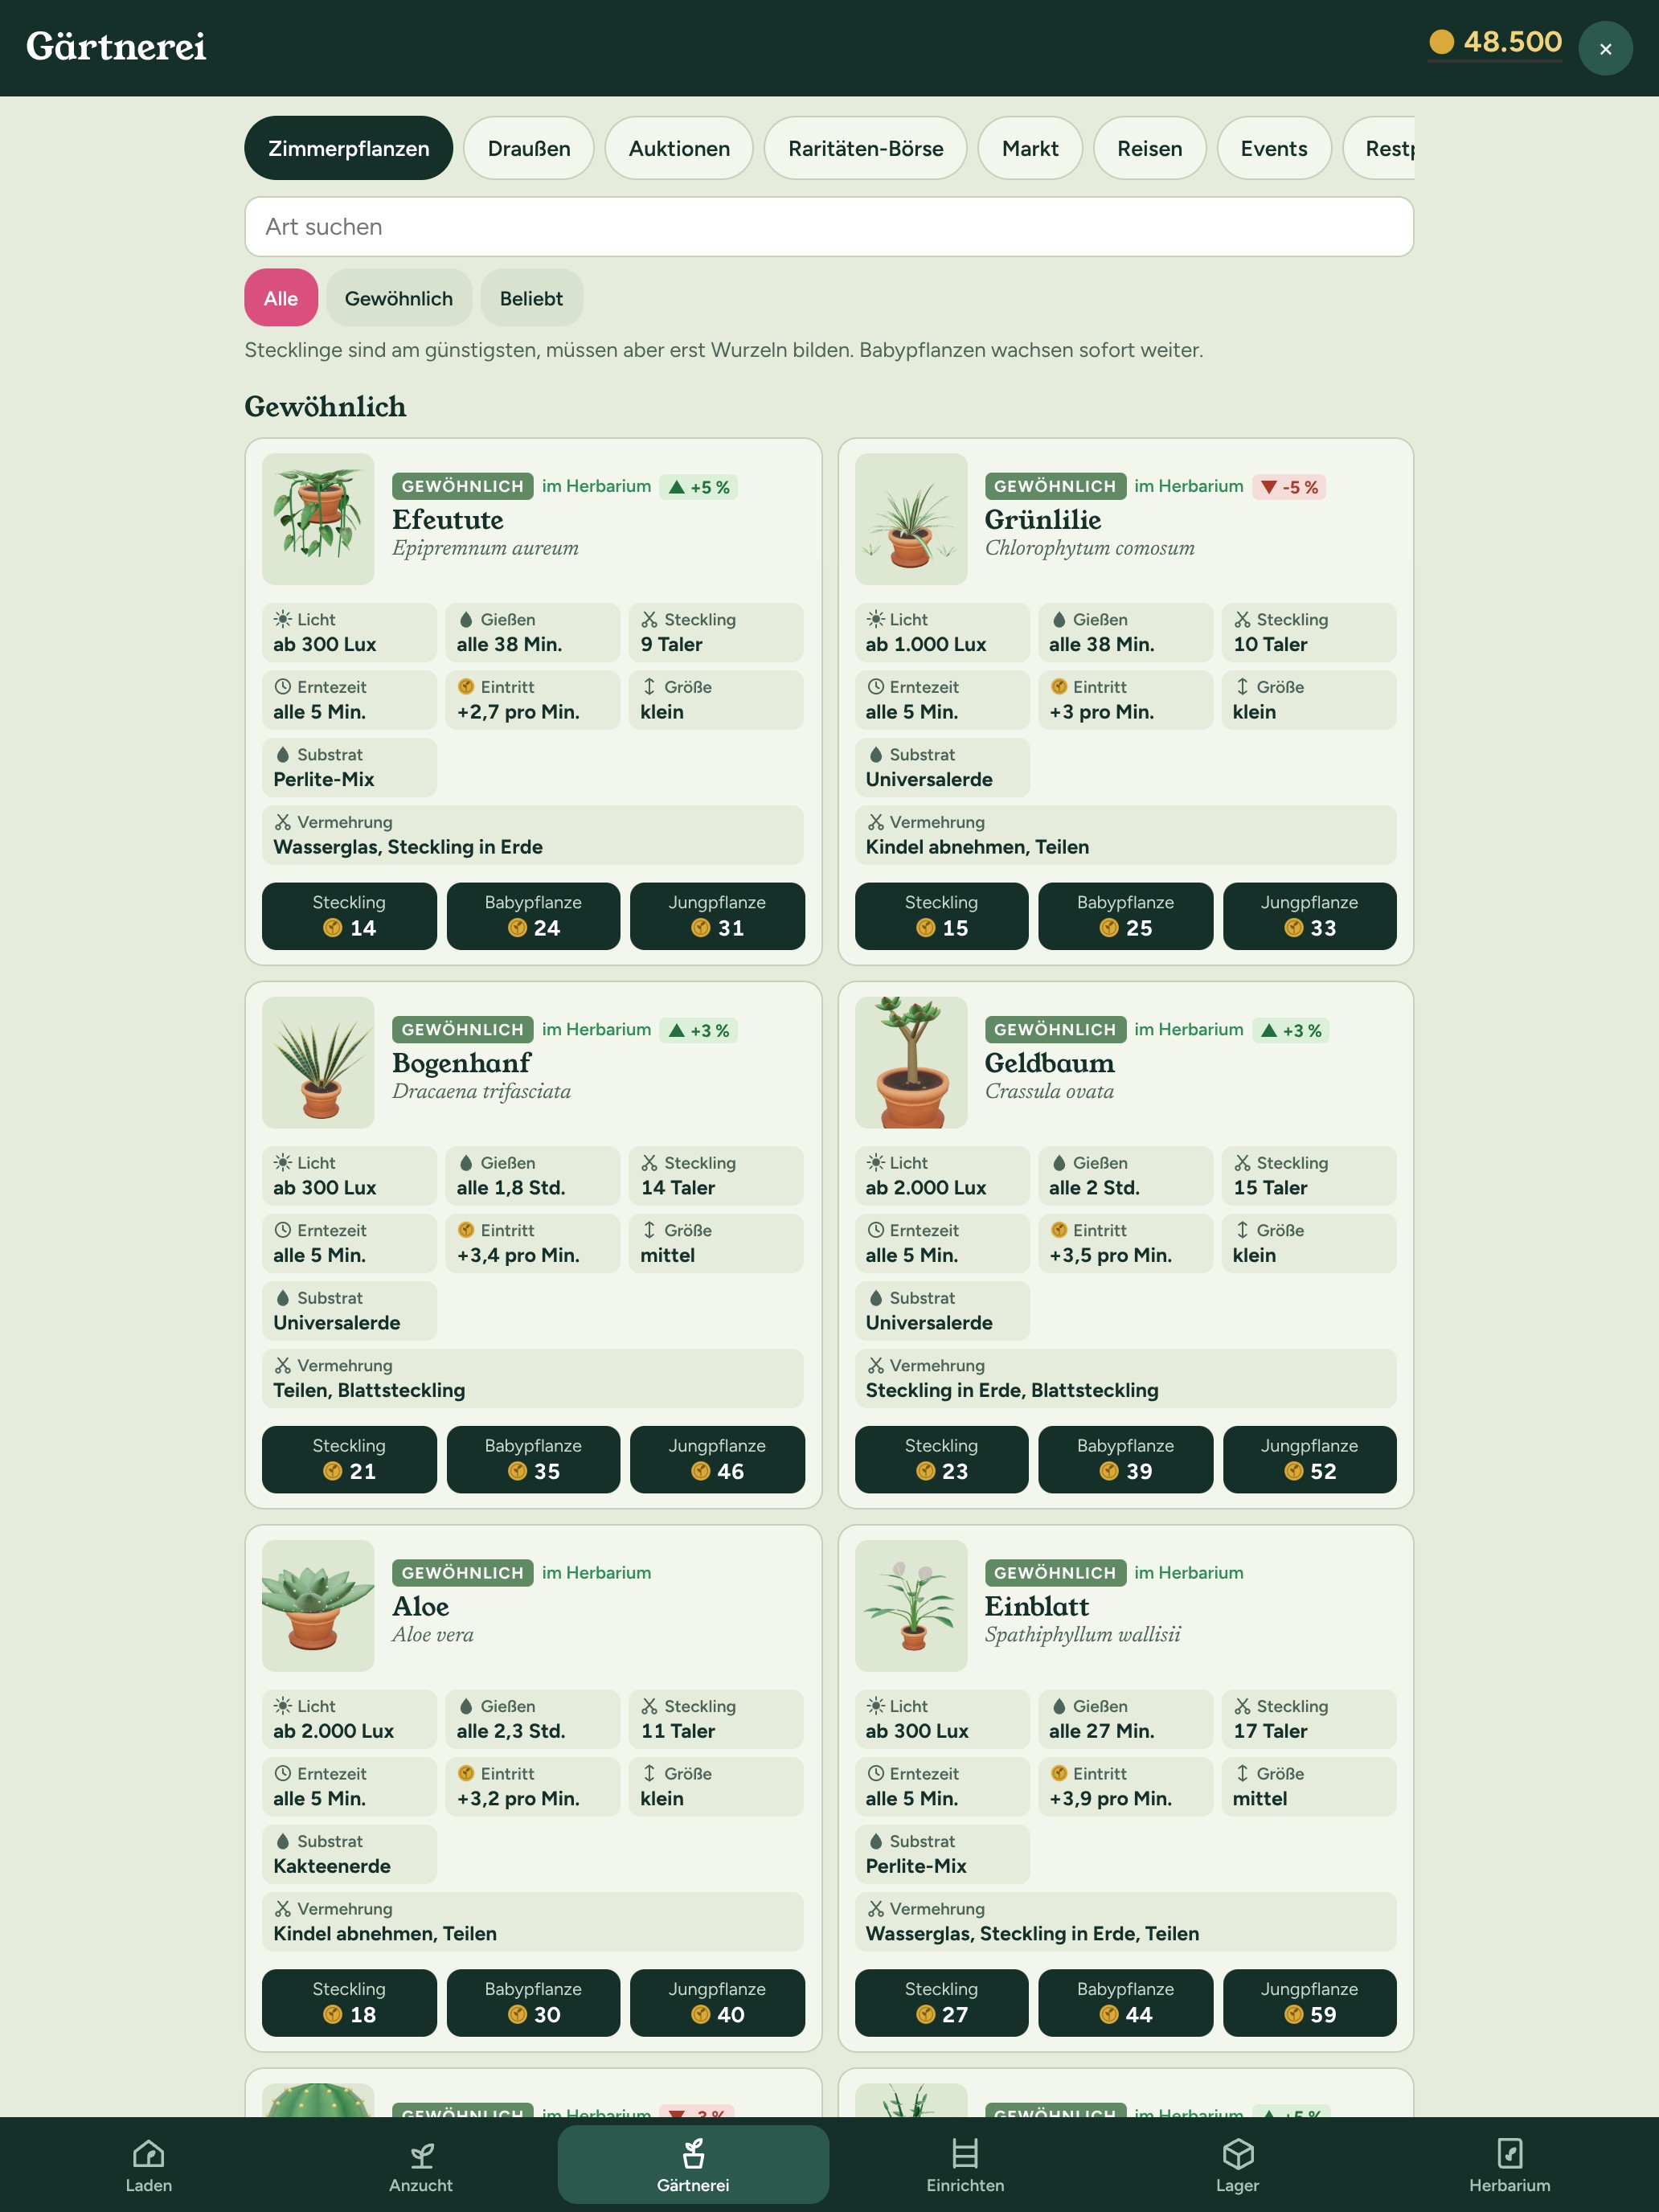 Gärtnerei
48.500
×
Zimmerpflanzen Draußen Auktionen Raritäten-Börse Markt Reisen Events
Art suchen
Alle Gewöhnlich Beliebt
Stecklinge sind am günstigsten, müssen aber erst Wurzeln bilden. Babypflanzen wachsen sofort weiter.
Gewöhnlich
GEWÖHNLICH im Herbarium ▲ +5 %
Efeutute
Epipremnum aureum
Licht Gießen Steckling
ab 300 Lux alle 38 Min. 9 Taler
Erntezeit Eintritt Größe
alle 5 Min. +2,7 pro Min. klein
Substrat
Perlite-Mix
Vermehrung
Wasserglas, Steckling in Erde
Steckling Babypflanze Jungpflanze
14 24 31
GEWÖHNLICH im Herbarium ▼ -5 %
Grünlilie
Chlorophytum comosum
Licht Gießen Steckling
ab 1.000 Lux alle 38 Min. 10 Taler
Erntezeit Eintritt Größe
alle 5 Min. +3 pro Min. klein
Substrat
Universalerde
Vermehrung
Kindel abnehmen, Teilen
Steckling Babypflanze Jungpflanze
15 25 33
GEWÖHNLICH im Herbarium ▲ +3 %
Bogenhanf
Dracaena trifasciata
Licht Gießen Steckling
ab 300 Lux alle 1,8 Std. 14 Taler
Erntezeit Eintritt Größe
alle 5 Min. +3,4 pro Min. mittel
Substrat
Universalerde
Vermehrung
Teilen, Blattsteckling
Steckling Babypflanze Jungpflanze
21 35 46
GEWÖHNLICH im Herbarium ▲ +3 %
Geldbaum
Crassula ovata
Licht Gießen Steckling
ab 2.000 Lux alle 2 Std. 15 Taler
Erntezeit Eintritt Größe
alle 5 Min. +3,5 pro Min. klein
Substrat
Universalerde
Vermehrung
Steckling in Erde, Blattsteckling
Steckling Babypflanze Jungpflanze
23 39 52
GEWÖHNLICH im Herbarium
Aloe
Aloe vera
Licht Gießen Steckling
ab 2.000 Lux alle 2,3 Std. 11 Taler
Erntezeit Eintritt Größe
alle 5 Min. +3,2 pro Min. klein
Substrat
Kakteenerde
Vermehrung
Kindel abnehmen, Teilen
Steckling Babypflanze Jungpflanze
18 30 40
GEWÖHNLICH im Herbarium
Einblatt
Spathiphyllum wallisii
Licht Gießen Steckling
ab 300 Lux alle 27 Min. 17 Taler
Erntezeit Eintritt Größe
alle 5 Min. +3,9 pro Min. mittel
Substrat
Perlite-Mix
Vermehrung
Wasserglas, Steckling in Erde, Teilen
Steckling Babypflanze Jungpflanze
27 44 59
GEWÖHNLICH im Herbarium
GEWÖHNLICH im Herbarium
Laden Anzucht Gärtnerei Einrichten Lager Herbarium